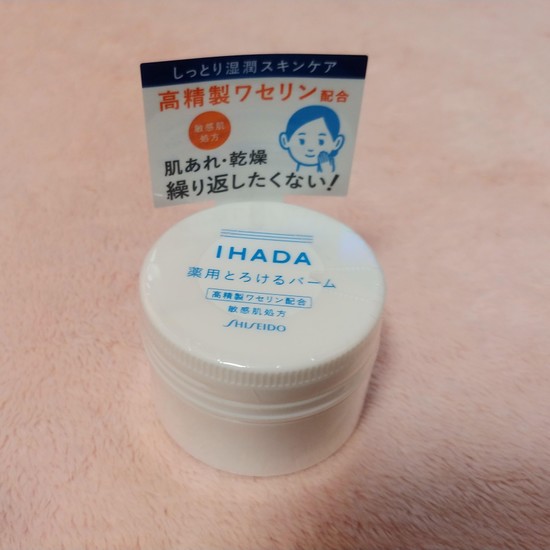 しっとり湿潤スキンケア
高精製ワセリン配合
敏感肌
処方
肌あれ・乾燥
繰り返したくない!
IHADA
薬用とろけるバーム
高精製ワセリン配合
敏感肌処方
SHISEIDO